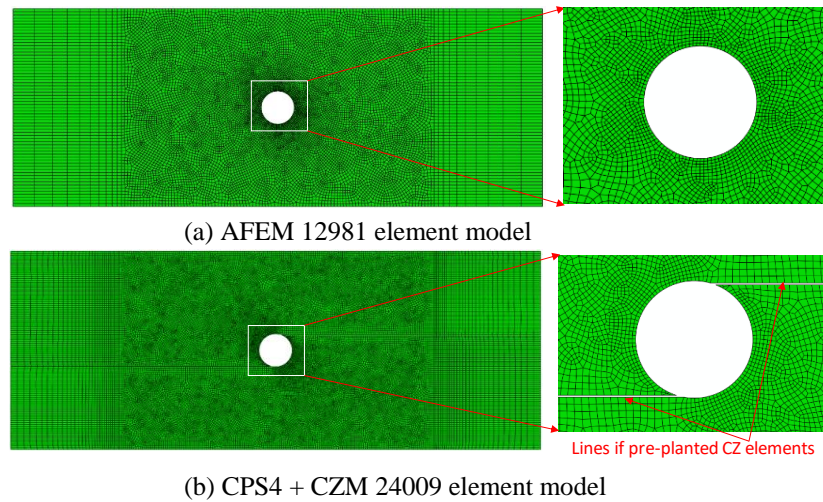 (a) AFEM 12981 element model
Lines if pre-planted CZ elements
(b) CPS4 + CZM 24009 element model